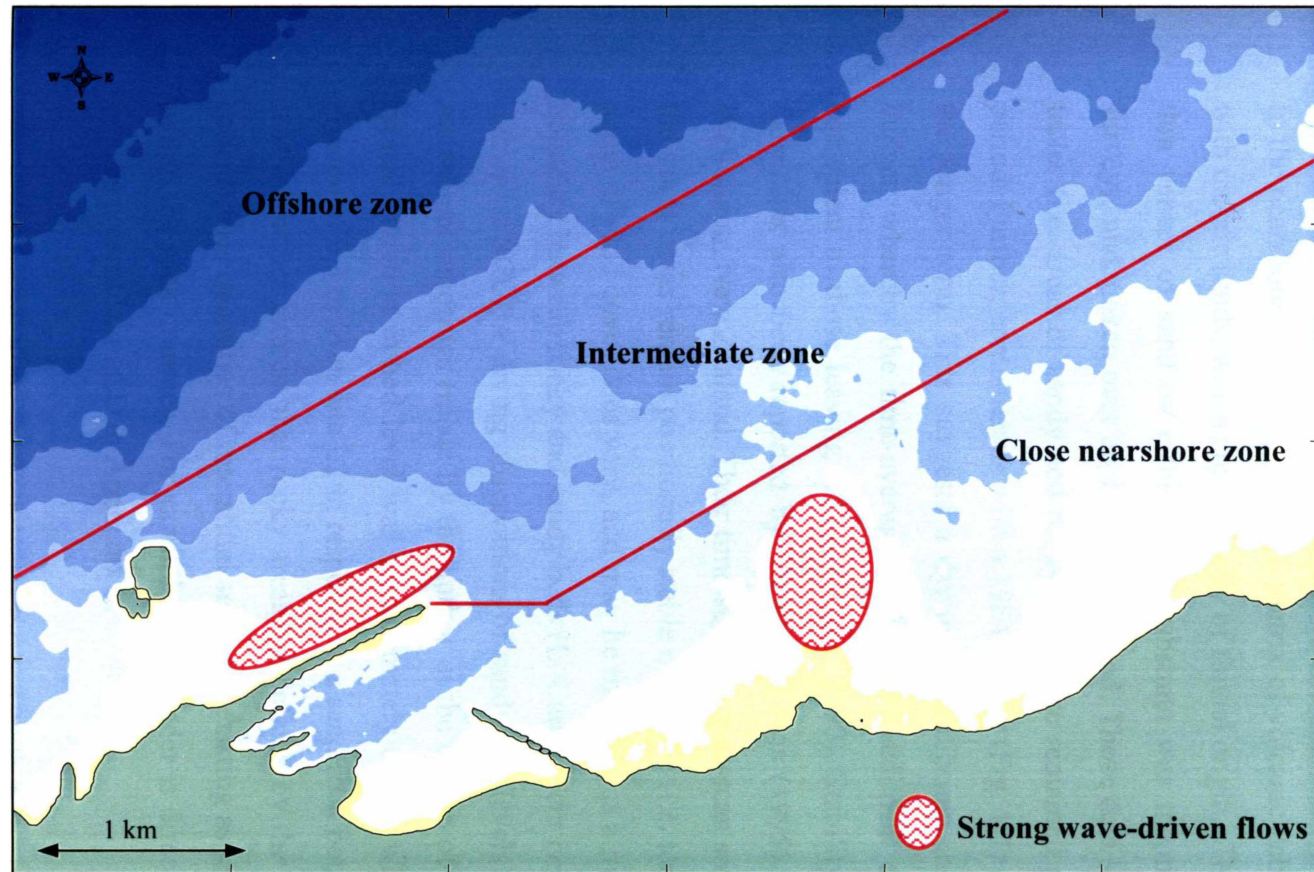 N
W E
S
Offshore zone
Intermediate zone
Close nearshore zone
1 km
Strong wave-driven flows